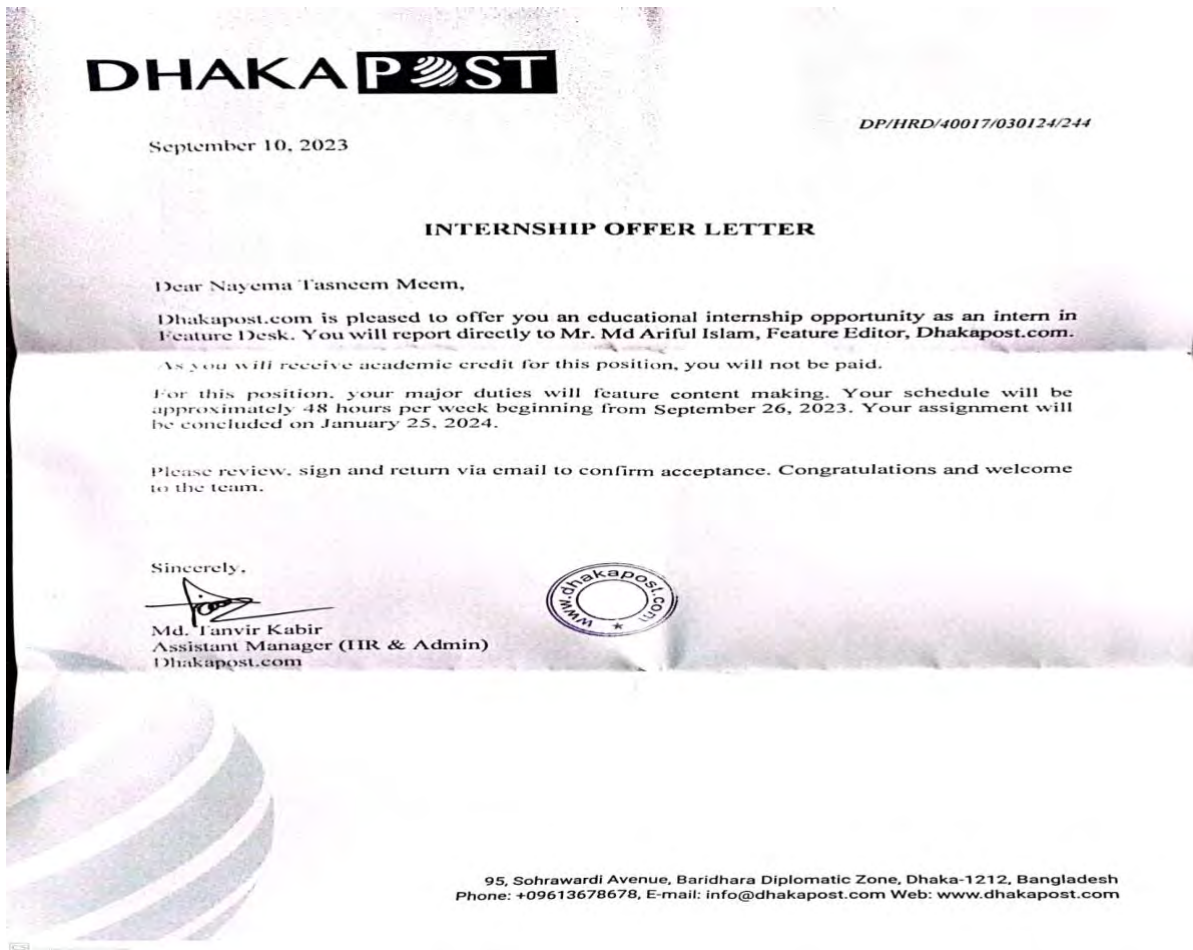 DHAKA POST
DP/HRD/40017/030124/244
September 10, 2023
INTERNSHIP OFFER LETTER
Dear Nayema Tasneem Meem,
Dhakapost.com is pleased to offer you an educational internship opportunity as an intern in
Feature Desk. You will report directly to Mr. Md Ariful Islam, Feature Editor, Dhakapost.com.
As you will receive academic credit for this position, you will not be paid.
For this position, your major duties will feature content making. Your schedule will be
approximately 48 hours per week beginning from September 26, 2023. Your assignment will
be concluded on January 25, 2024.
Please review, sign and return via email to confirm acceptance. Congratulations and welcome
to the team.
Sincerely,
www.dhakapost.com
Md. Tanvir Kabir
Assistant Manager (HR & Admin)
Dhakapost.com
95, Sohrawardi Avenue, Baridhara Diplomatic Zone, Dhaka-1212, Bangladesh
Phone: +09613678678, E-mail: info@dhakapost.com Web: www.dhakapost.com
CS